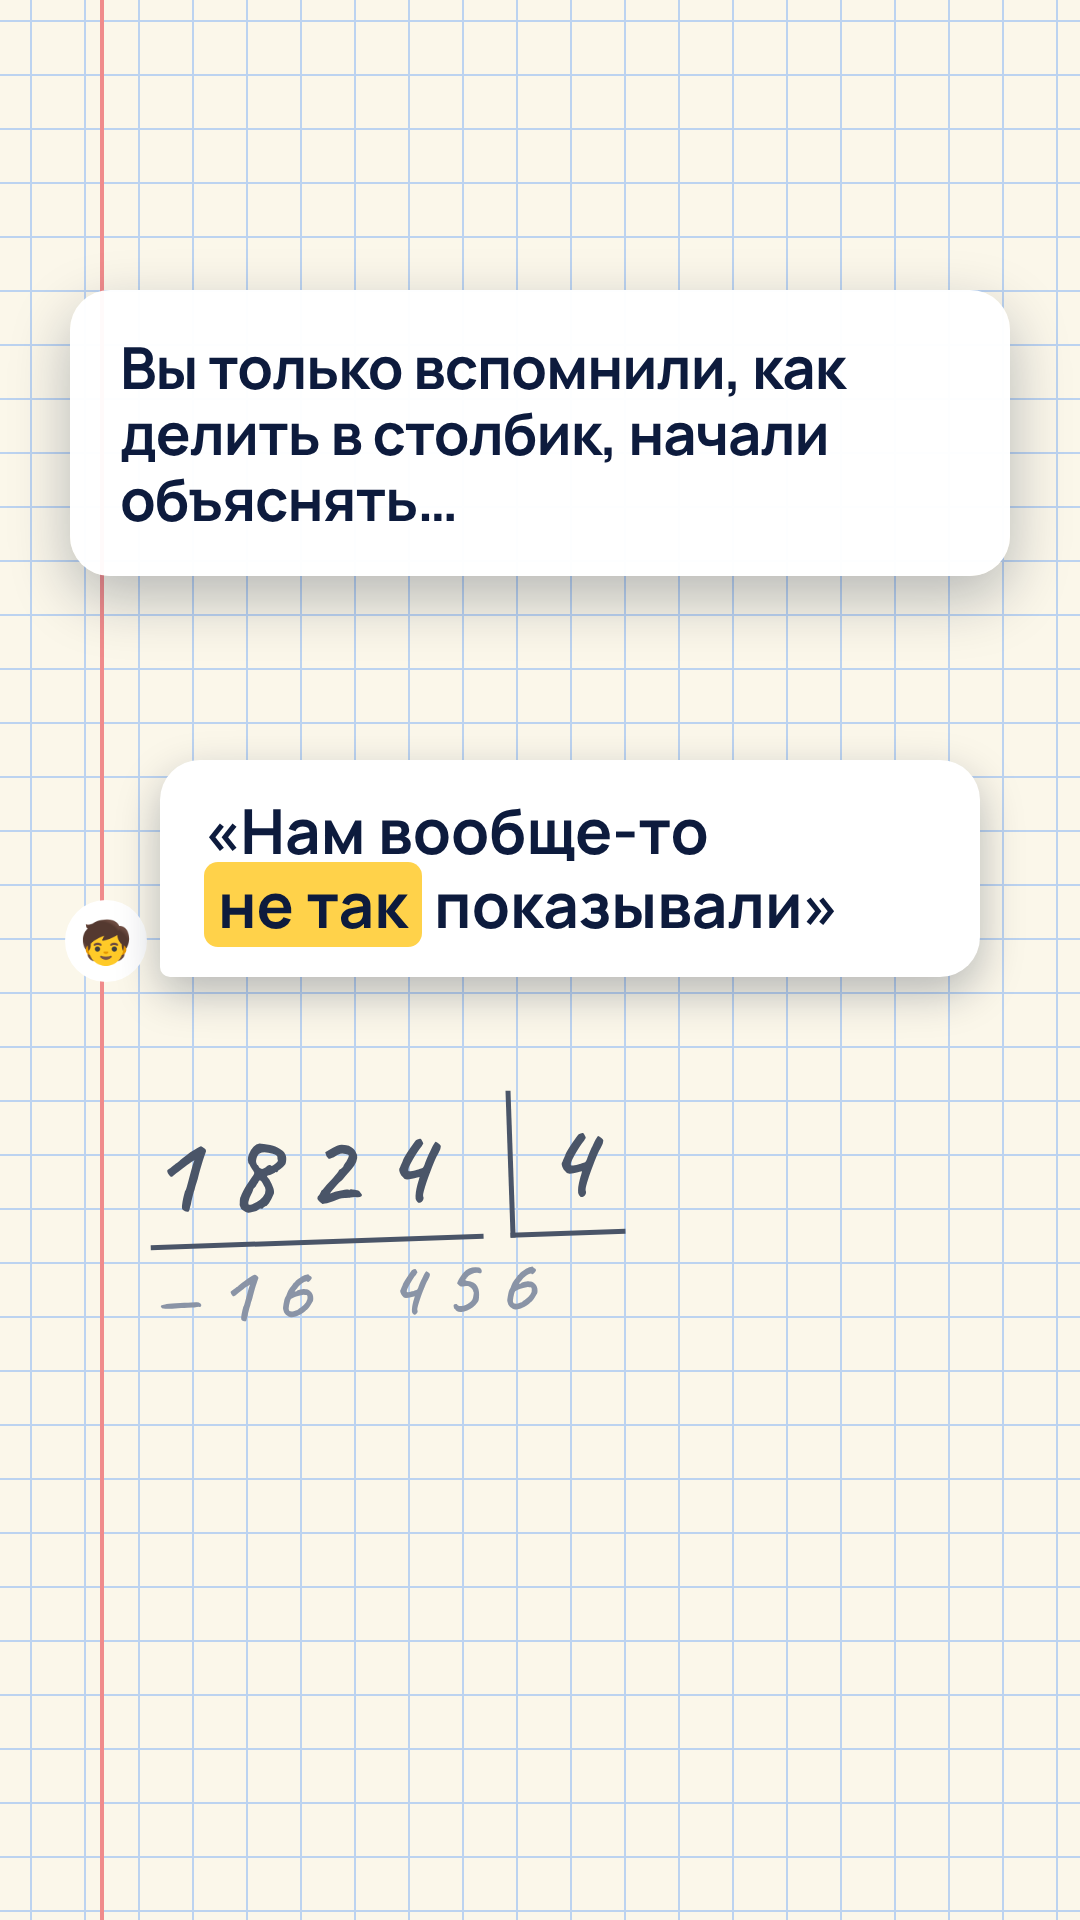 Вы только вспомнили, как
делить в столбик, начали
объяснять...
«Нам вообще-то
не так показывали»
1824 4
–16 456